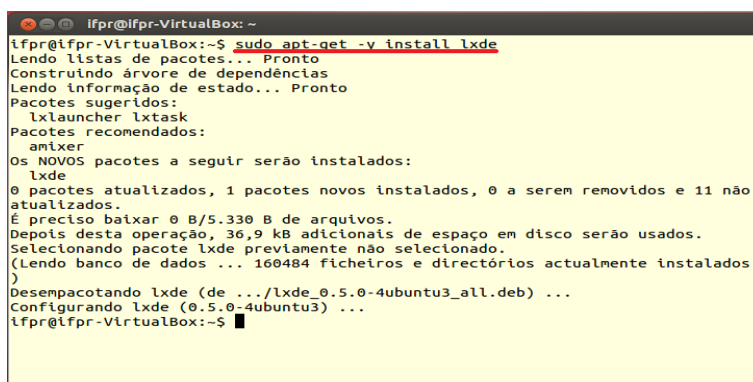 ifpr@ifpr-VirtualBox: ~
ifpr@ifpr-VirtualBox:~$ sudo apt-get -y install lxde
Lendo listas de pacotes... Pronto
Construindo árvore de dependências
Lendo informação de estado... Pronto
Pacotes sugeridos:
  lxlauncher lxtask
Pacotes recomendados:
  amixer
Os NOVOS pacotes a seguir serão instalados:
  lxde
0 pacotes atualizados, 1 pacotes novos instalados, 0 a serem removidos e 11 não
atualizados.
É preciso baixar 0 B/5.330 B de arquivos.
Depois desta operação, 36,9 kB adicionais de espaço em disco serão usados.
Selecionando pacote lxde previamente não selecionado.
(Lendo banco de dados ... 160484 ficheiros e directórios actualmente instalados
)
Desempacotando lxde (de .../lxde_0.5.0-4ubuntu3_all.deb) ...
Configurando lxde (0.5.0-4ubuntu3) ...
ifpr@ifpr-VirtualBox:~$